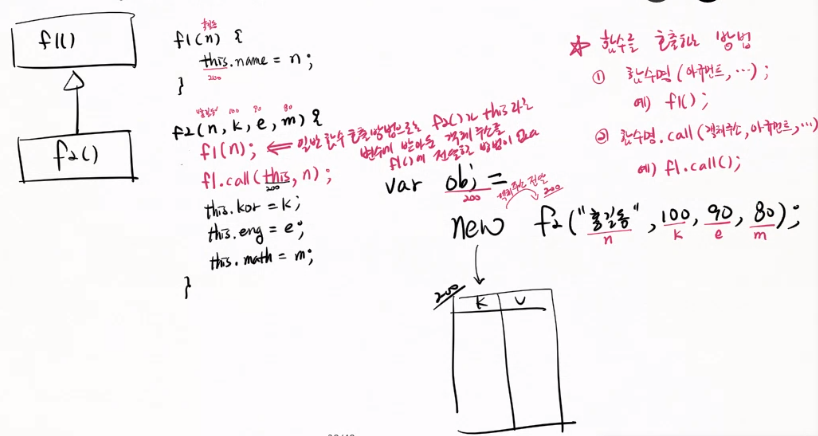 f1()
f2()
홍길동
f1(n) {
this.name = n;
200
}
홍길동 100 90 80
f2(n, k, e, m) {
f1(n); ⇐ 일반 함수 호출 방법으로는 f2()가 this라는
변수에 받아온 객체 주소를
f1()에 전달할 방법이 없다
f1.call(this, n);
200
this.kor = k;
this.eng = e;
this.math = m;
}
var obj =
200
객체주소 전달
200
new f2("홍길동", 100, 90, 80);
n k e m
200
K V
☆ 함수를 호출하는 방법
① 함수명(아규먼트, …);
예) f1();
② 함수명.call(객체주소, 아규먼트, …)
예) f1.call();